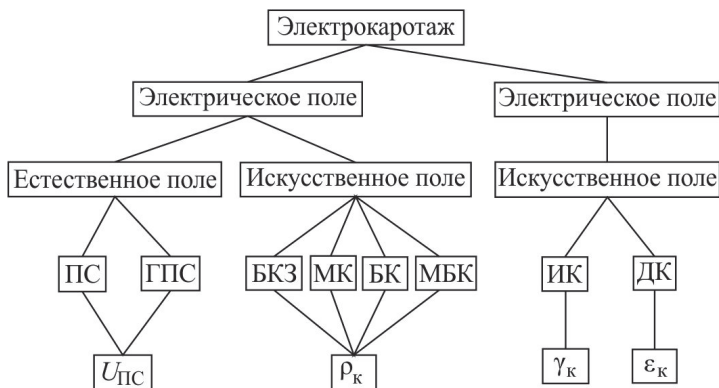 Электрокаротаж
Электрическое поле
Электрическое поле
Естественное поле
Искусственное поле
Искусственное поле
ПС
ГПС
БКЗ
МК
БК
МБК
ИК
ДК
UПС
ρк
γк
εк